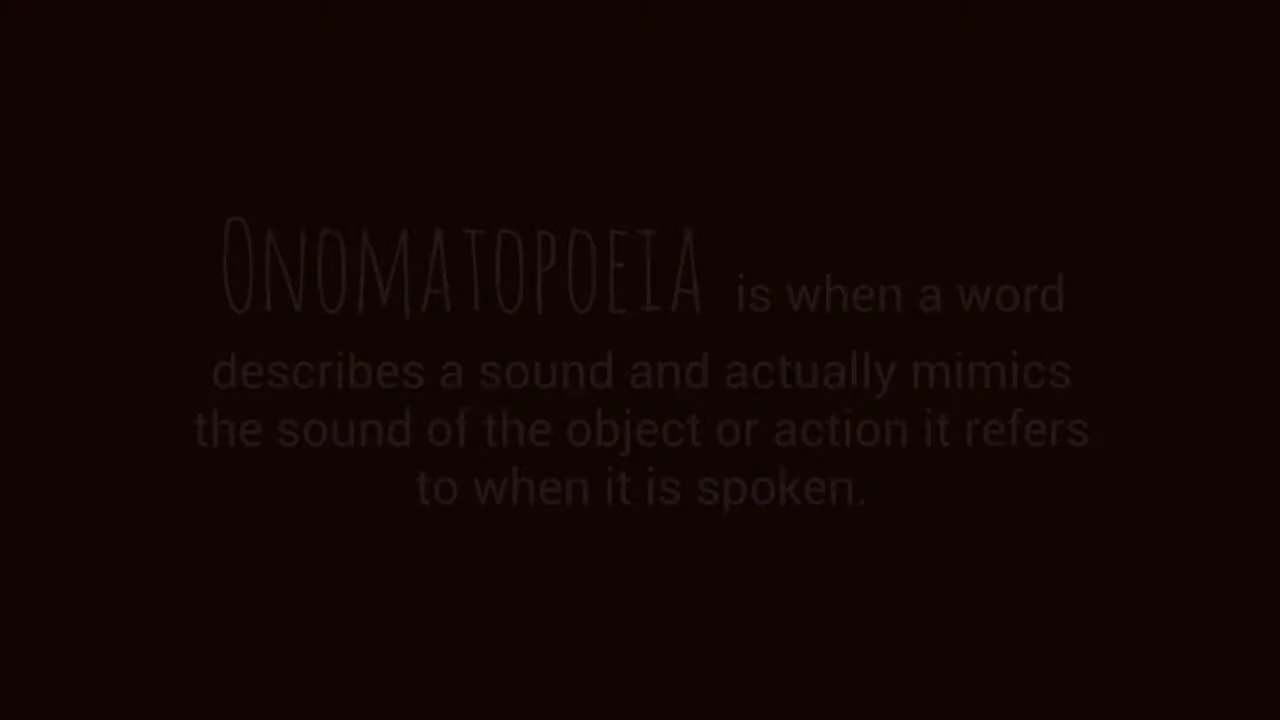 Onomatopoeia is when a word
describes a sound and actually mimics
the sound of the object or action it refers
to when it is spoken.